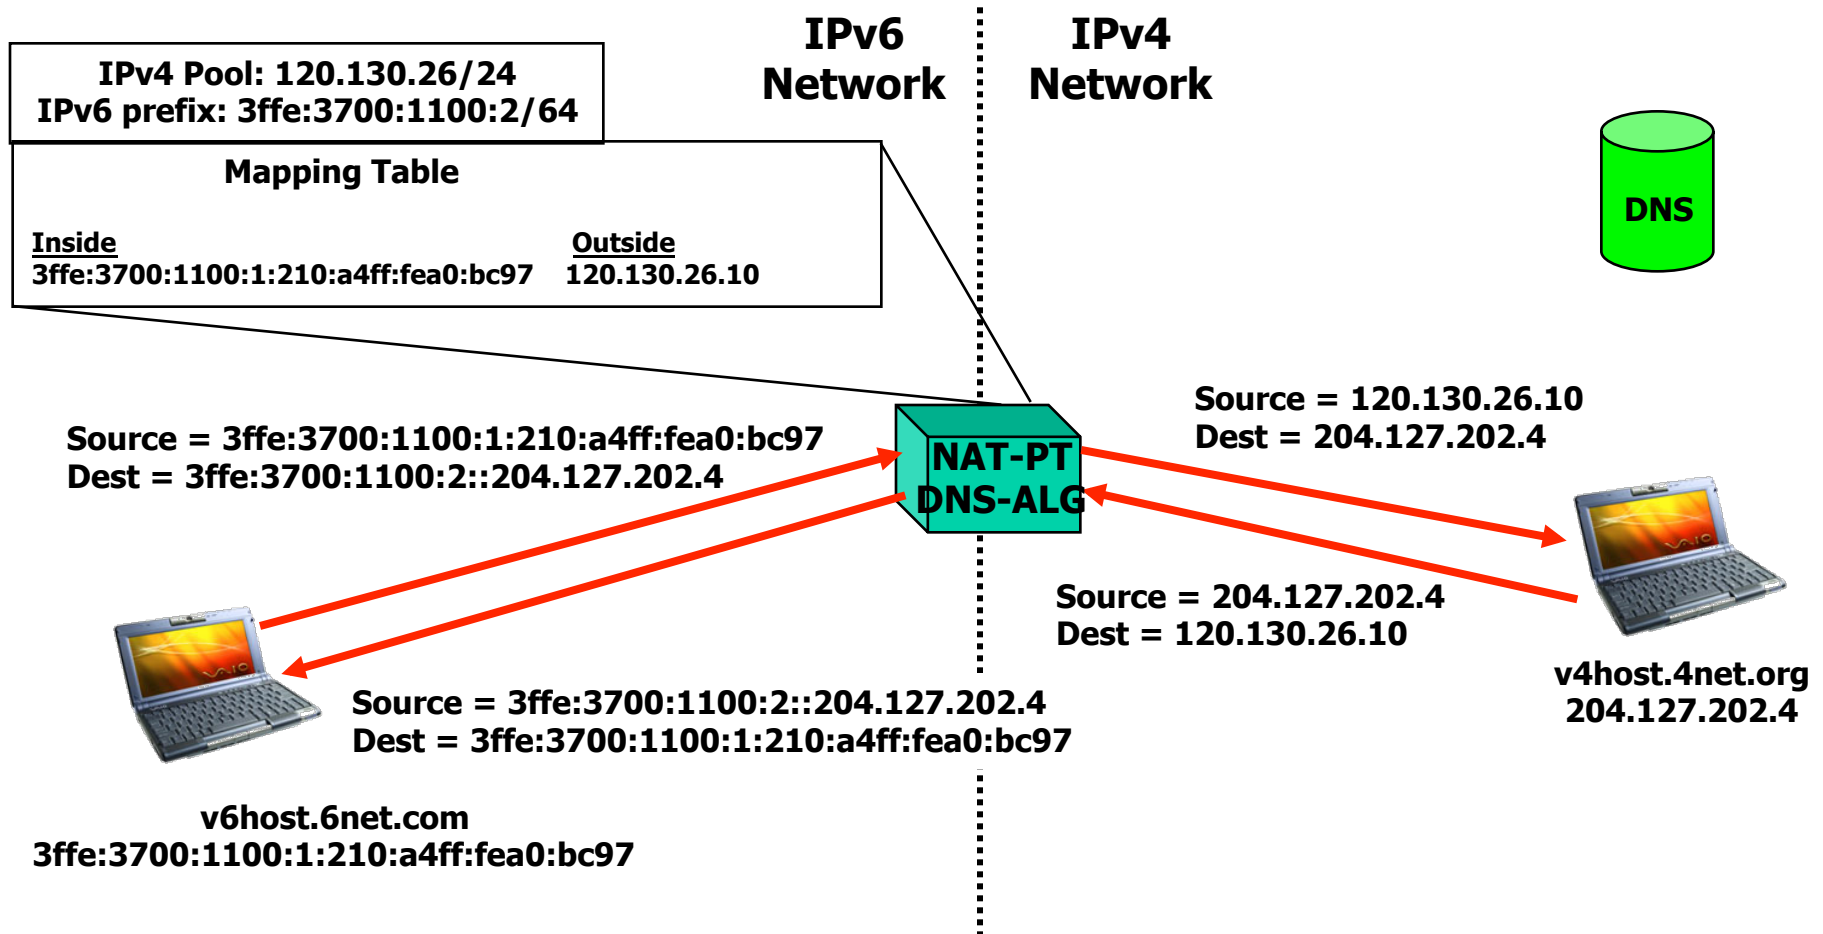 IPv6
Network
IPv4
Network
IPv4 Pool: 120.130.26/24
IPv6 prefix: 3ffe:3700:1100:2/64
Mapping Table
Inside Outside
3ffe:3700:1100:1:210:a4ff:fea0:bc97 120.130.26.10
DNS
Source = 3ffe:3700:1100:1:210:a4ff:fea0:bc97
Dest = 3ffe:3700:1100:2::204.127.202.4
NAT-PT
DNS-ALG
Source = 120.130.26.10
Dest = 204.127.202.4
Source = 204.127.202.4
Dest = 120.130.26.10
Source = 3ffe:3700:1100:2::204.127.202.4
Dest = 3ffe:3700:1100:1:210:a4ff:fea0:bc97
VAIO
VAIO
v4host.4net.org
204.127.202.4
v6host.6net.com
3ffe:3700:1100:1:210:a4ff:fea0:bc97